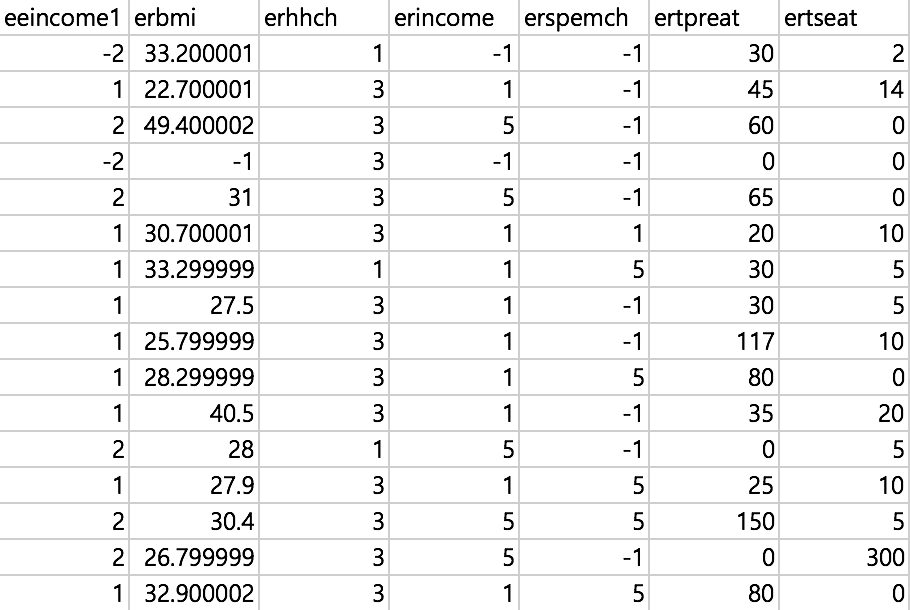 eeincome1 erbmi erhhch erincome erspemch ertpreat ertseat
-2 33.200001 1 -1 -1 30 2
1 22.700001 3 1 -1 45 14
2 49.400002 3 5 -1 60 0
-2 -1 3 -1 -1 0 0
2 31 3 5 -1 65 0
1 30.700001 3 1 1 20 10
1 33.299999 1 1 5 30 5
1 27.5 3 1 -1 30 5
1 25.799999 3 1 -1 117 10
1 28.299999 3 1 5 80 0
1 40.5 3 1 -1 35 20
2 28 1 5 -1 0 5
1 27.9 3 1 5 25 10
2 30.4 3 5 5 150 5
2 26.799999 3 5 -1 0 300
1 32.900002 3 1 5 80 0